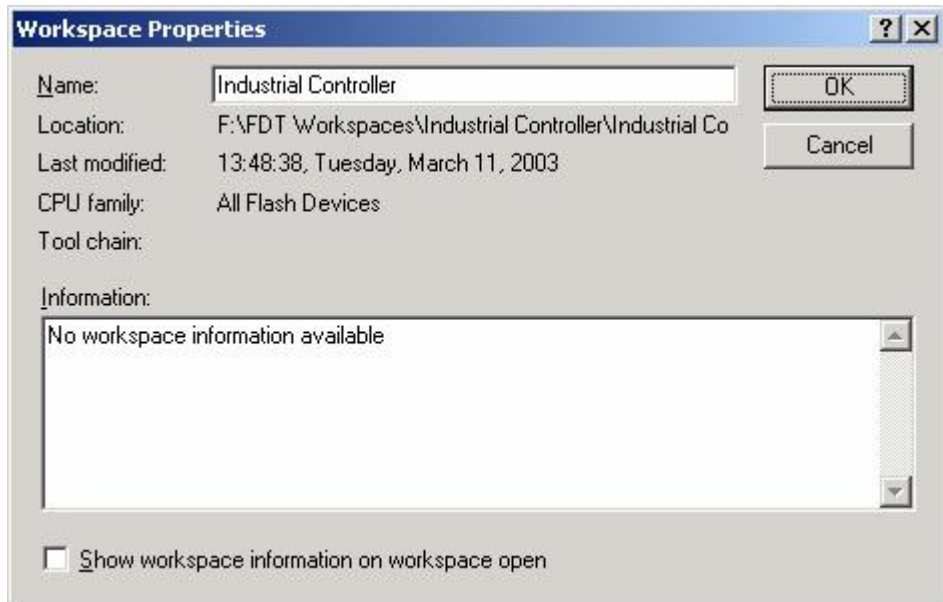 Workspace Properties
Name: Industrial Controller OK
Location: F:\FDT Workspaces\Industrial Controller\Industrial Co
Last modified: 13:48:38, Tuesday, March 11, 2003 Cancel
CPU family: All Flash Devices
Tool chain:
Information:
No workspace information available
Show workspace information on workspace open